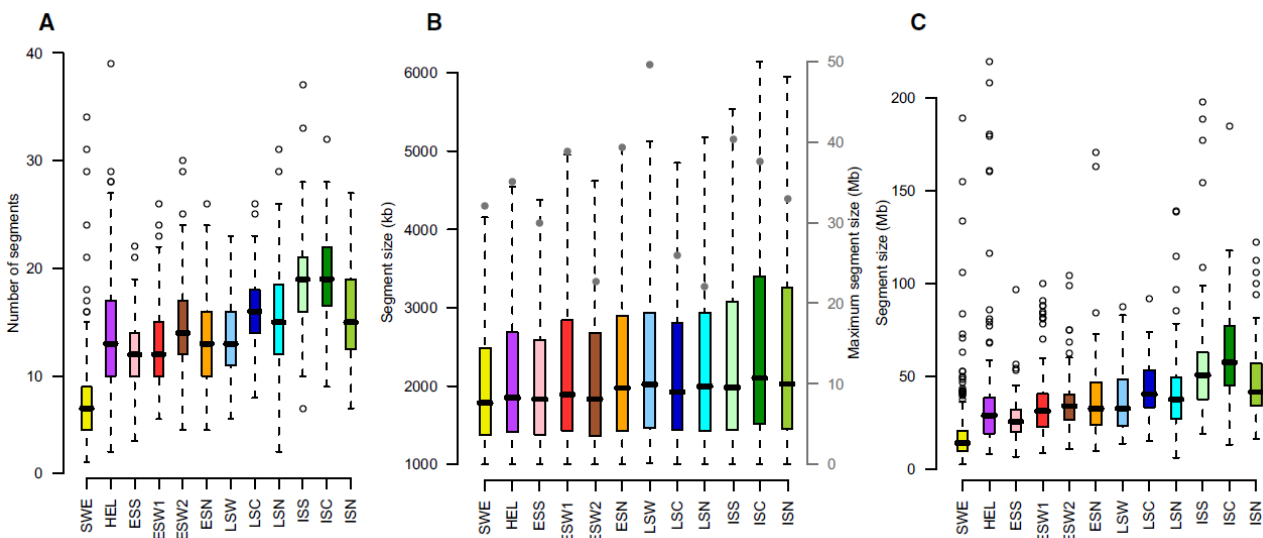 A
Number of segments
40
30
20
10
0
SWE
HEL
ESS
ESW1
ESW2
ESN
LSW
LSC
LSN
ISS
ISC
ISN
B
Segment size (kb)
6000
5000
4000
3000
2000
1000
Maximum segment size (Mb)
50
40
30
20
10
0
SWE
HEL
ESS
ESW1
ESW2
ESN
LSW
LSC
LSN
ISS
ISC
ISN
C
Segment size (Mb)
200
150
100
50
0
SWE
HEL
ESS
ESW1
ESW2
ESN
LSW
LSC
LSN
ISS
ISC
ISN